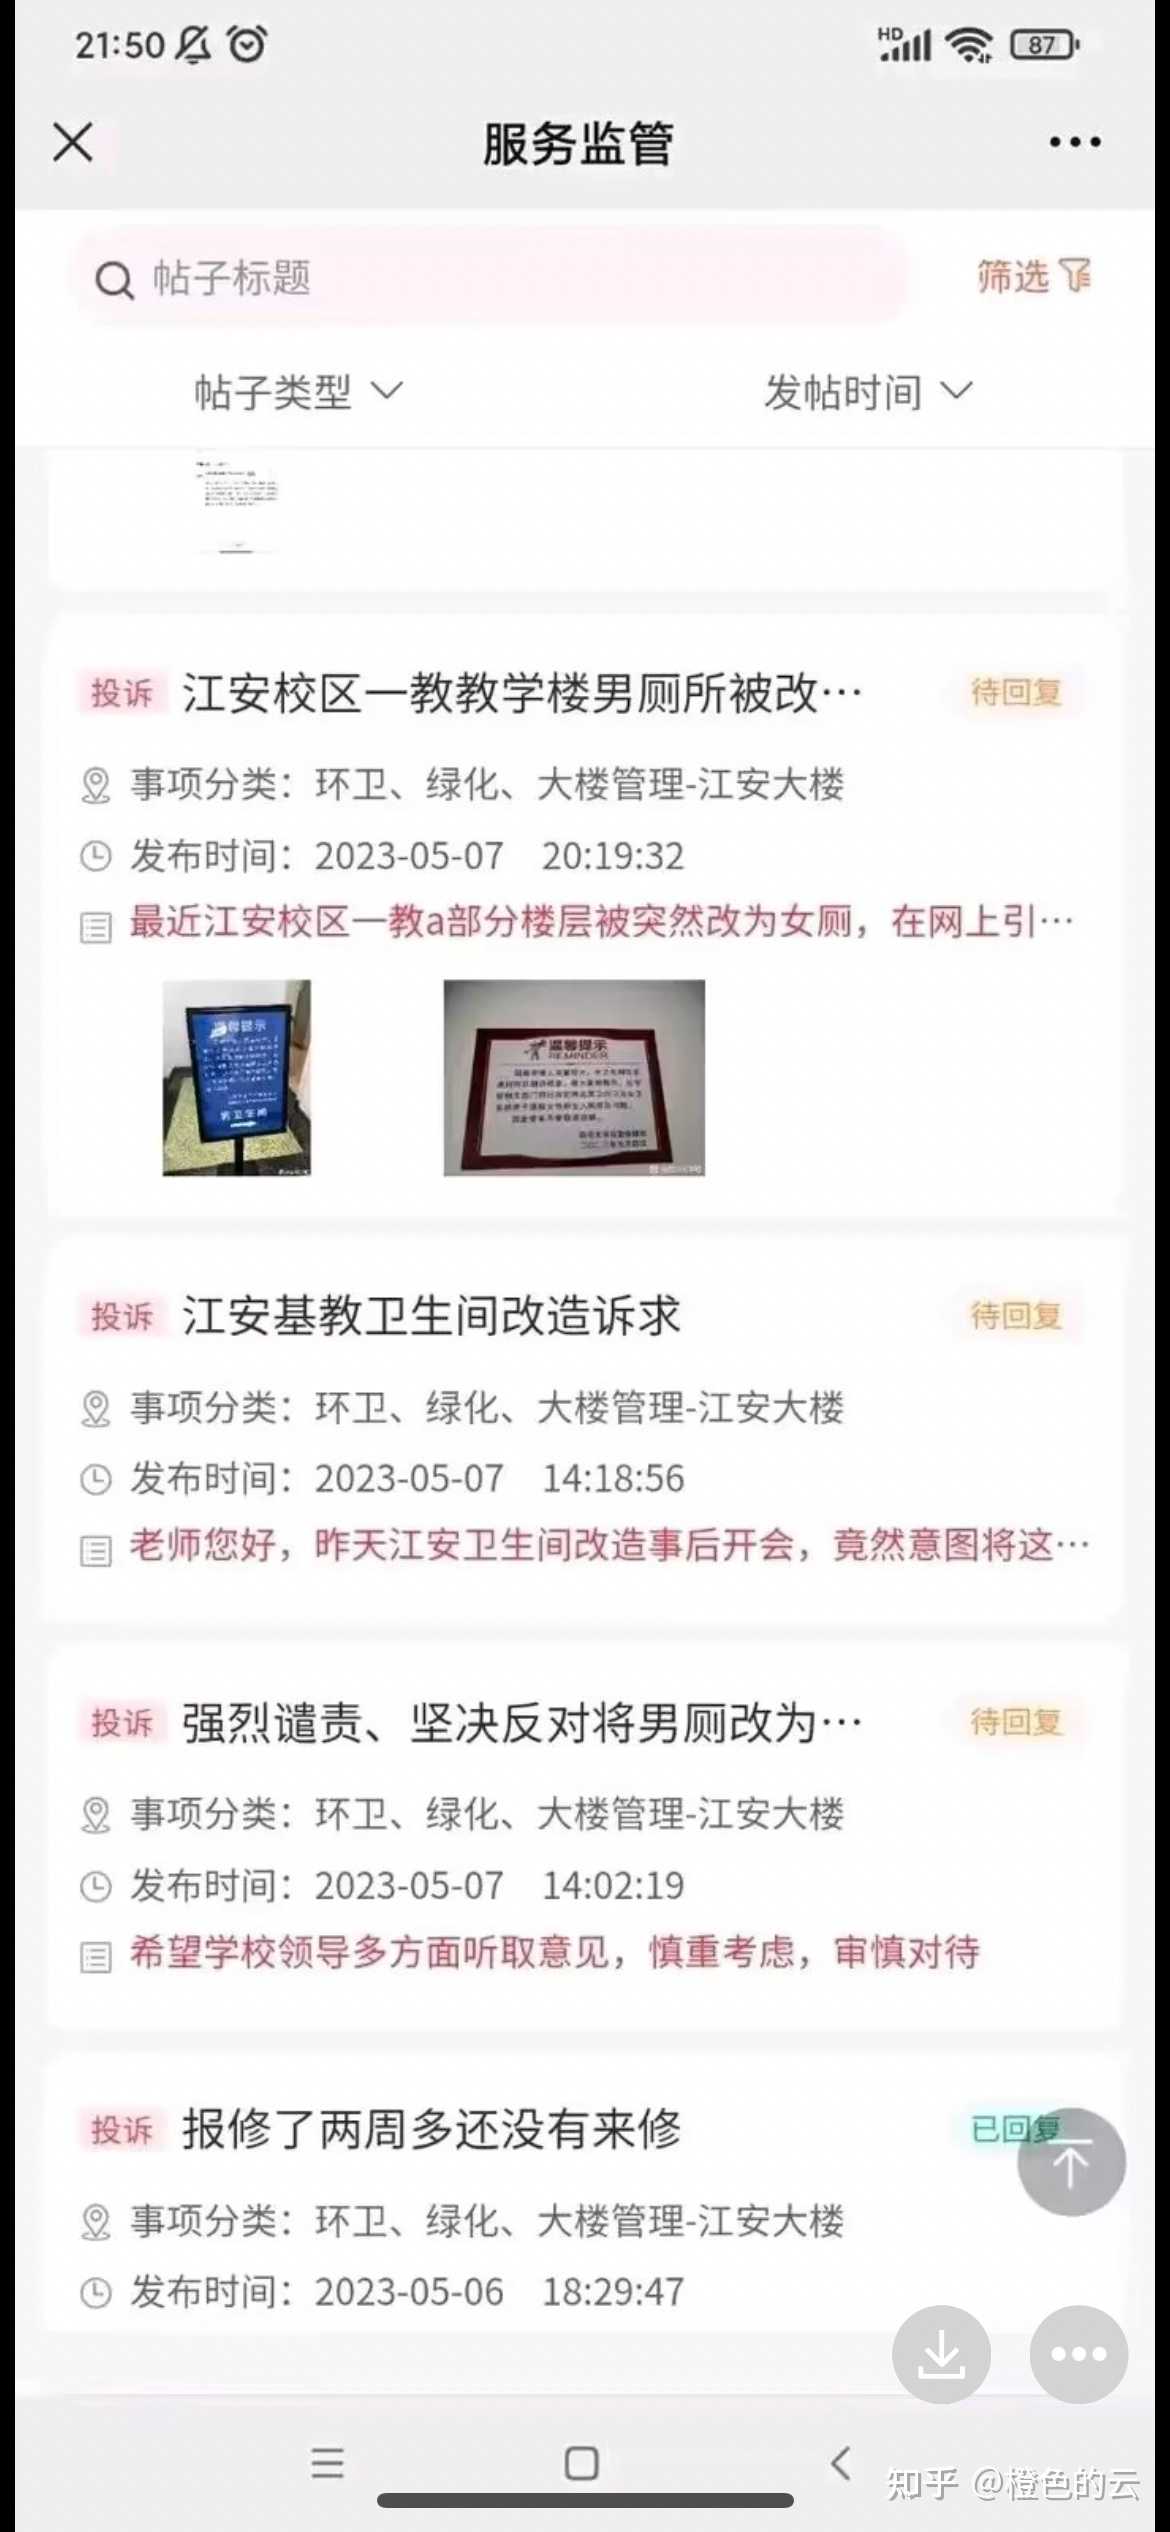 21:50
HD
87
服务监管
帖子标题
筛选
帖子类型
发帖时间
投诉 江安校区一教教学楼男厕所被改… 待回复
事项分类：环卫、绿化、大楼管理-江安大楼
发布时间：2023-05-07 20:19:32
最近江安校区一教a部分楼层被突然改为女厕，在网上引…
温馨提示
男卫生间
温馨提示
REMINDER
投诉 江安基教卫生间改造诉求 待回复
事项分类：环卫、绿化、大楼管理-江安大楼
发布时间：2023-05-07 14:18:56
老师您好，昨天江安卫生间改造事后开会，竟然意图将这…
投诉 强烈谴责、坚决反对将男厕改为… 待回复
事项分类：环卫、绿化、大楼管理-江安大楼
发布时间：2023-05-07 14:02:19
希望学校领导多方面听取意见，慎重考虑，审慎对待
投诉 报修了两周多还没有来修 已回复
事项分类：环卫、绿化、大楼管理-江安大楼
发布时间：2023-05-06 18:29:47
知乎 @橙色的云